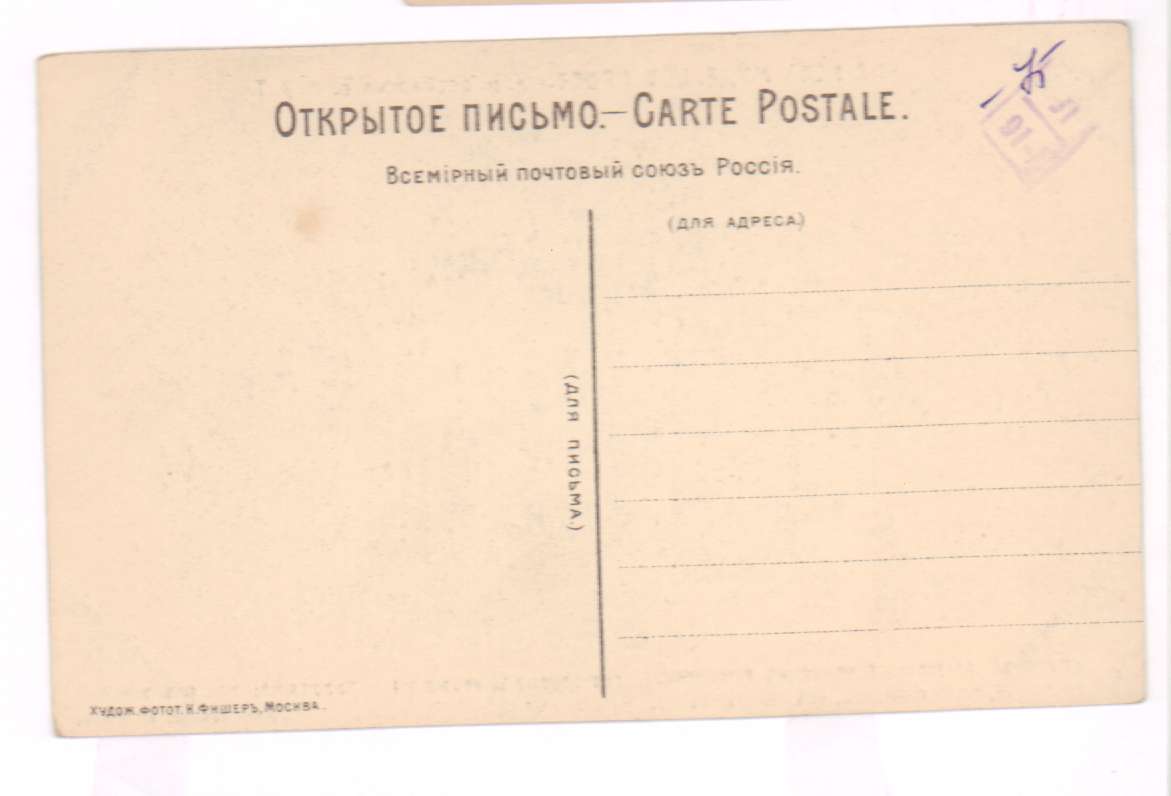 Открытое письмо.—Carte Postale.
Всемірный почтовый союзъ Россія.
(для адреса)
(для письма.)
Худож. фотот. К. Фишеръ, Москва.